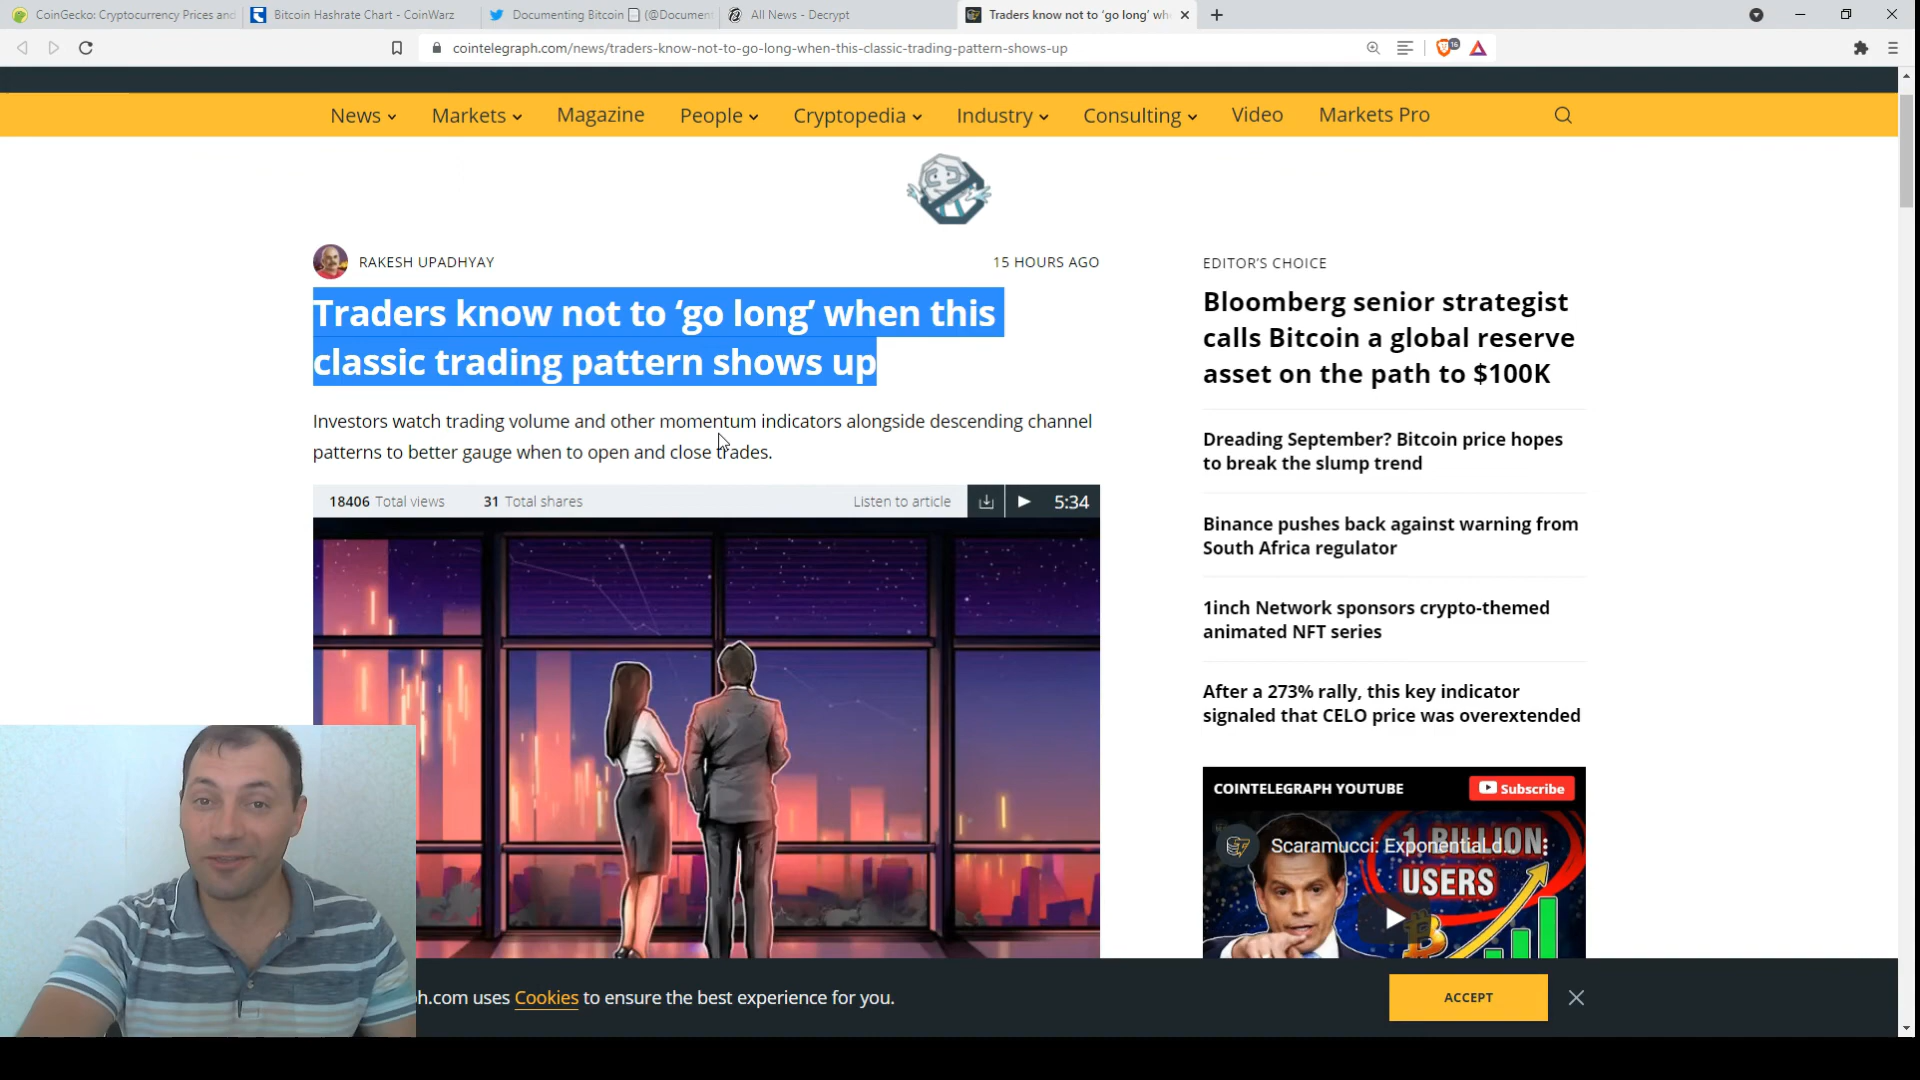 CoinGecko: Cryptocurrency Prices and
Bitcoin Hashrate Chart - CoinWarz
Documenting Bitcoin 📄 (@Document
All News - Decrypt
Traders know not to ‘go long’ wh
cointelegraph.com/news/traders-know-not-to-go-long-when-this-classic-trading-pattern-shows-up
16
News Markets Magazine People Cryptopedia Industry Consulting Video Markets Pro
RAKESH UPADHYAY
15 HOURS AGO
Traders know not to ‘go long’ when this
classic trading pattern shows up
Investors watch trading volume and other momentum indicators alongside descending channel
patterns to better gauge when to open and close trades.
18406 Total views 31 Total shares Listen to article 5:34
EDITOR’S CHOICE
Bloomberg senior strategist
calls Bitcoin a global reserve
asset on the path to $100K
Dreading September? Bitcoin price hopes
to break the slump trend
Binance pushes back against warning from
South Africa regulator
1inch Network sponsors crypto-themed
animated NFT series
After a 273% rally, this key indicator
signaled that CELO price was overextended
COINTELEGRAPH YOUTUBE
Subscribe
Scaramucci: Exponential d...
1 BILLION
USERS
h.com uses Cookies to ensure the best experience for you.
ACCEPT